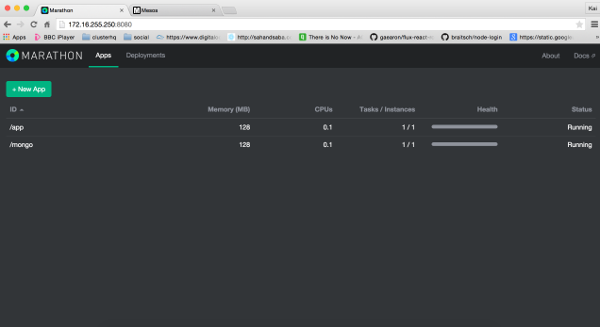 Marathon
Mesos
Kai
172.16.255.250:8080
Apps
BBC iPlayer
clusterhq
social
https://www.digitalo
http://sahandsaba.c
There is No Now - A
gaearon/flux-react-
braitsch/node-login
https://static.google
MARATHON
Apps
Deployments
About
Docs
+ New App
ID
Memory (MB)
CPUs
Tasks / Instances
Health
Status
/app
128
0.1
1 / 1
Running
/mongo
128
0.1
1 / 1
Running